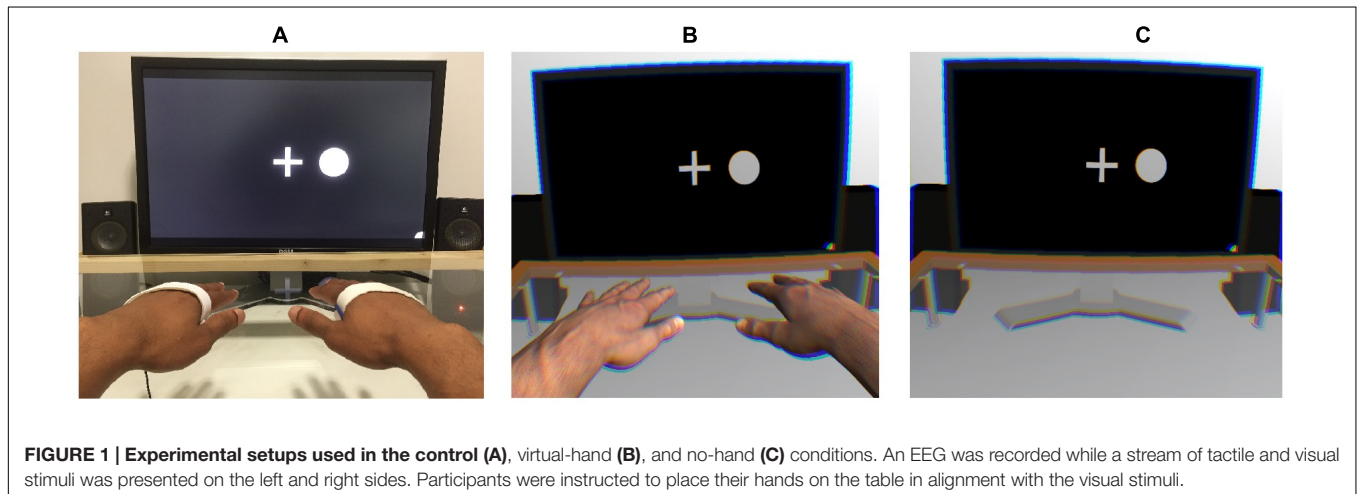 A B C
FIGURE 1 | Experimental setups used in the control (A), virtual-hand (B), and no-hand (C) conditions. An EEG was recorded while a stream of tactile and visual
stimuli was presented on the left and right sides. Participants were instructed to place their hands on the table in alignment with the visual stimuli.